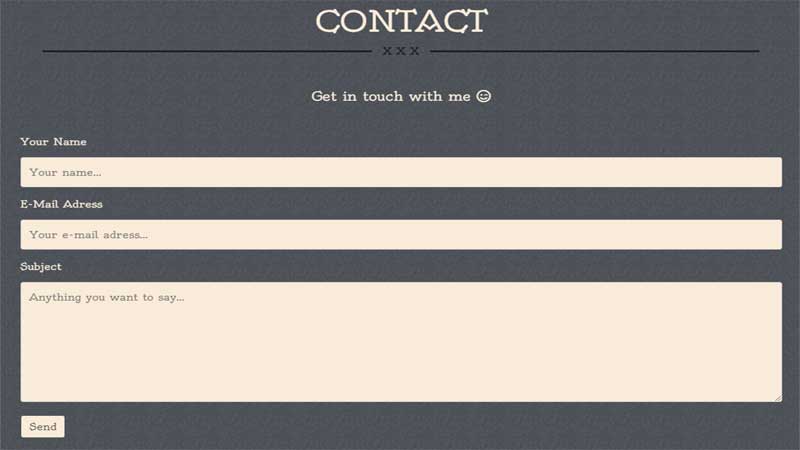 CONTACT
X X X
Get in touch with me 😊
Your Name
Your name...
E-Mail Adress
Your e-mail adress...
Subject
Anything you want to say...
Send